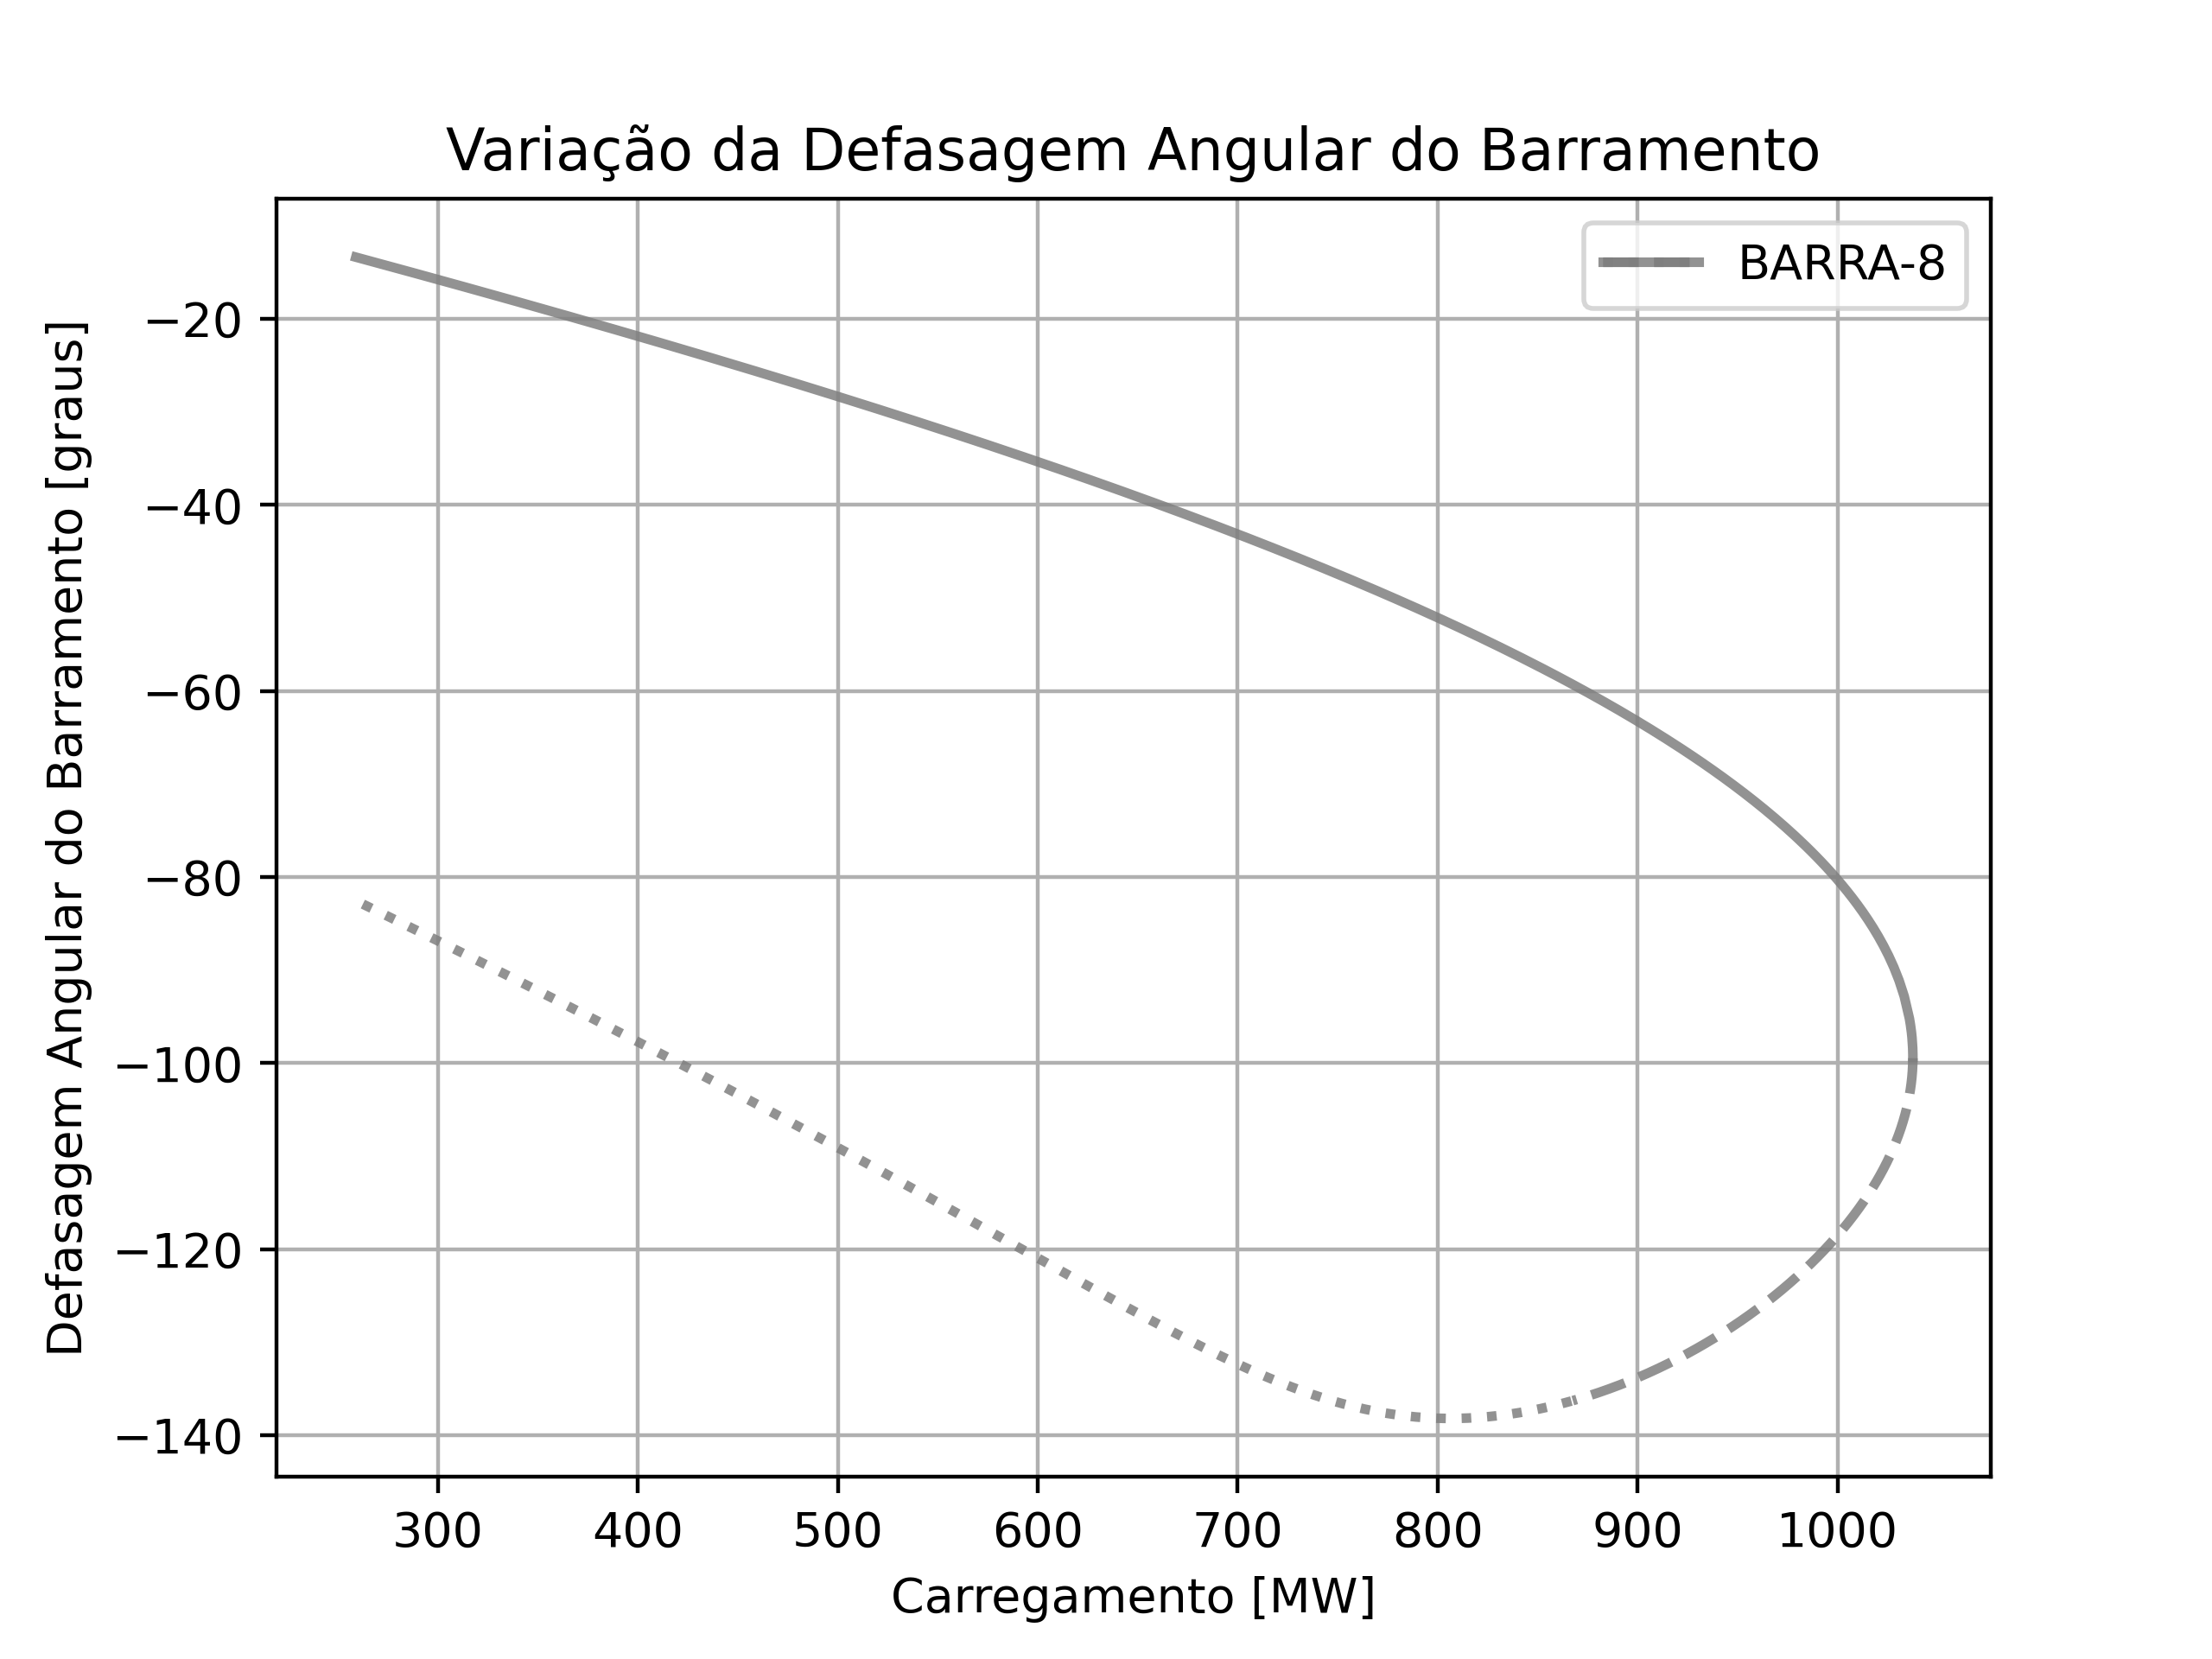 Variação da Defasagem Angular do Barramento
BARRA-8
Defasagem Angular do Barramento [graus]
−20
−40
−60
−80
−100
−120
−140
300 400 500 600 700 800 900 1000
Carregamento [MW]